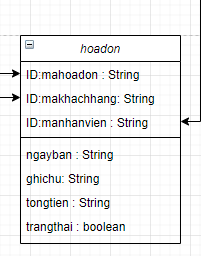 hoadon
ID:mahoadon : String
ID:makhachhang: String
ID:manhanvien : String
ngayban : String
ghichu: String
tongtien : String
trangthai : boolean